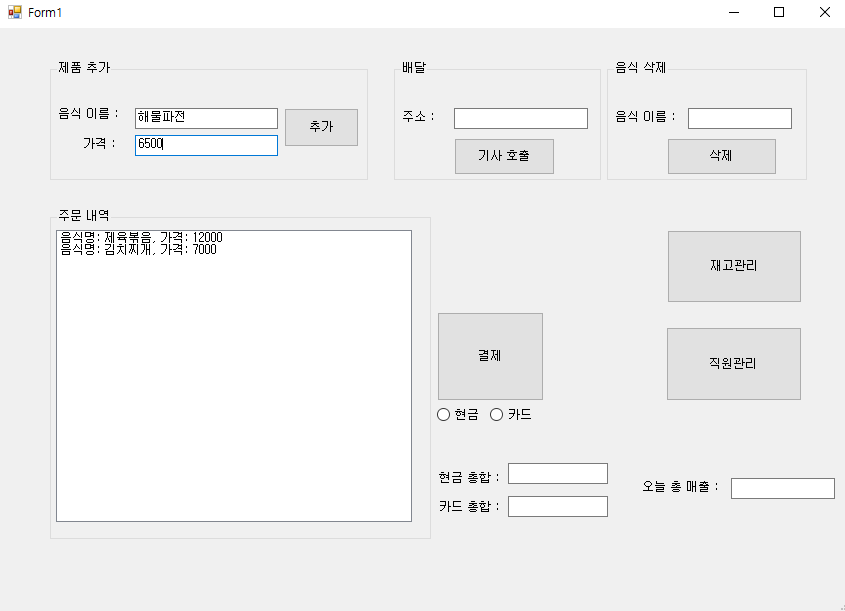 Form1
제품 추가
음식 이름 :
해물파전
가격 :
6500
추가
배달
주소 :
기사 호출
음식 삭제
음식 이름 :
삭제
주문 내역
음식명: 제육볶음, 가격: 12000
음식명: 김치찌개, 가격: 7000
결제
현금
카드
현금 총합 :
카드 총합 :
재고관리
직원관리
오늘 총 매출 :